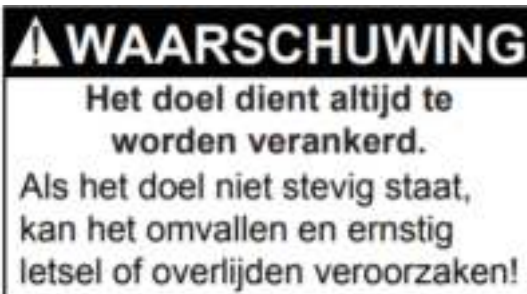 WAARSCHUWING
Het doel dient altijd te
worden verankerd.
Als het doel niet stevig staat,
kan het omvallen en ernstig
letsel of overlijden veroorzaken!